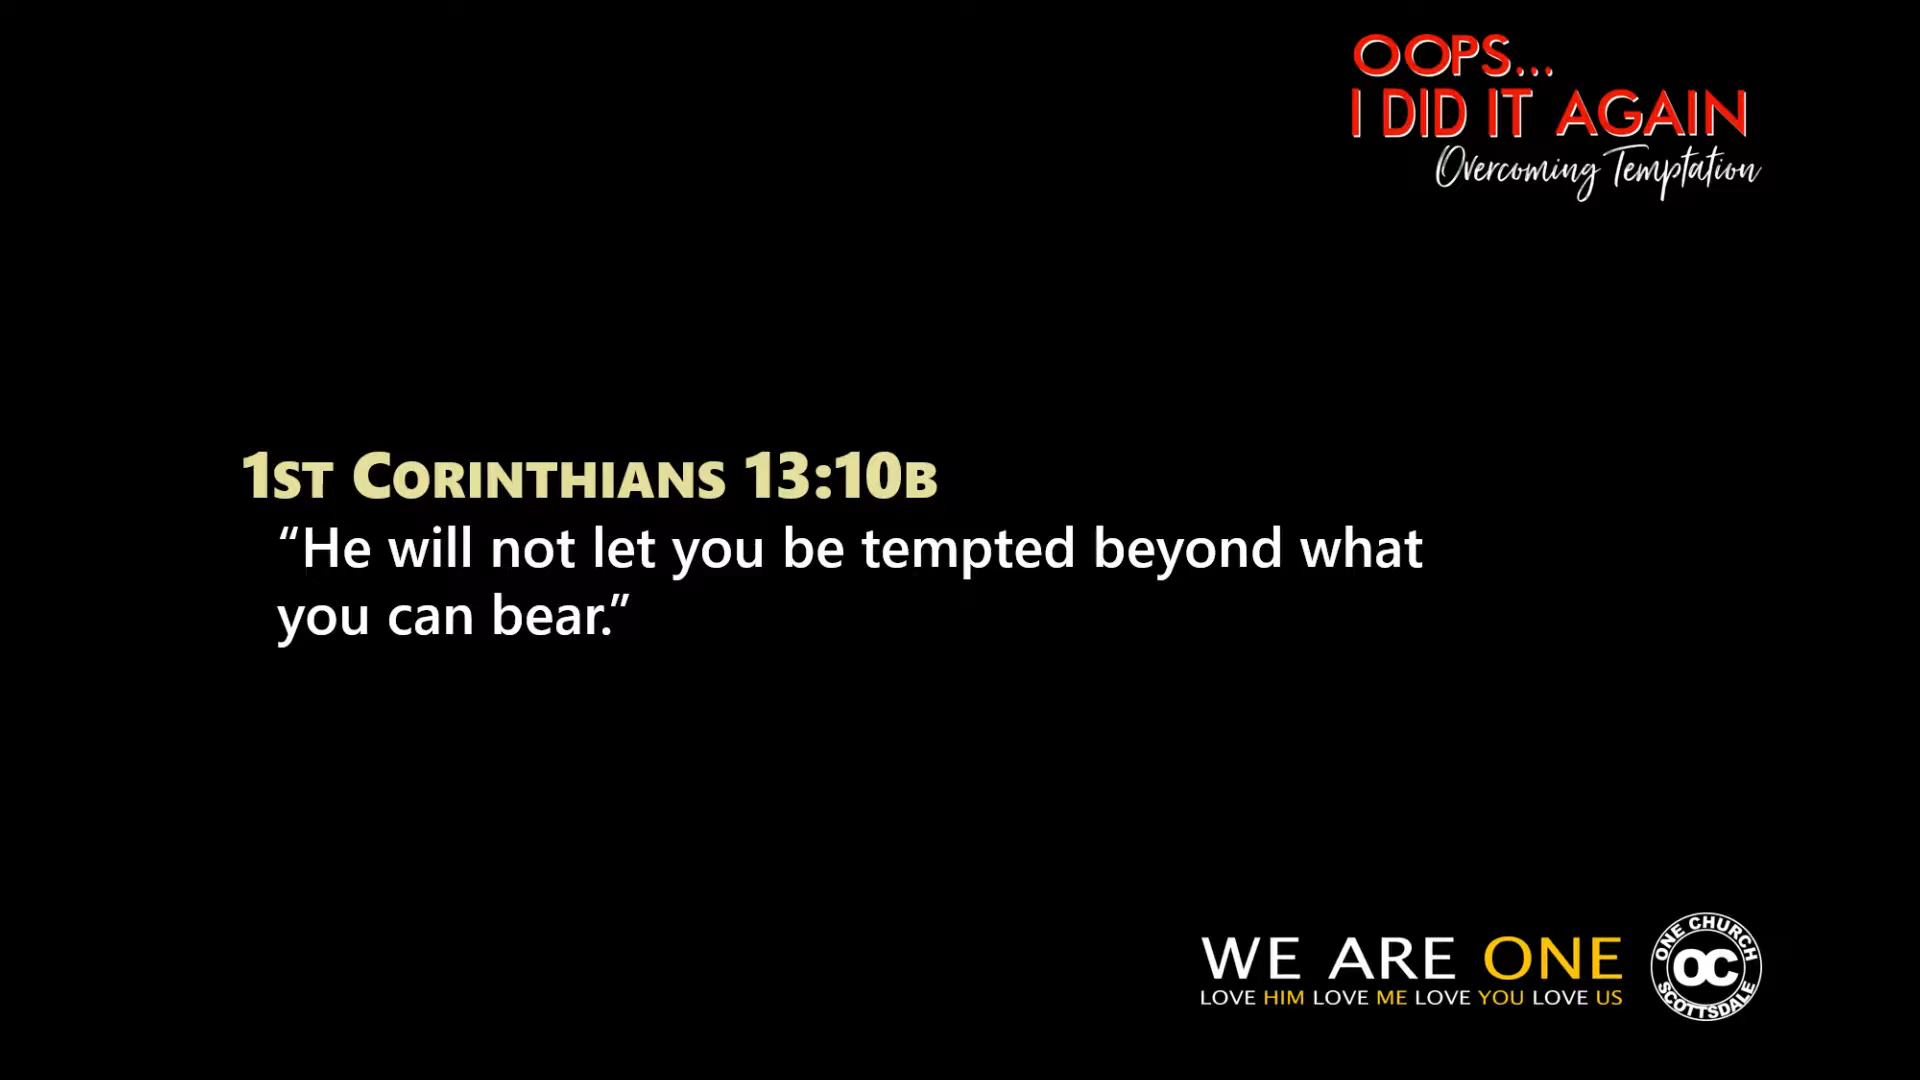 OOPS...
I DID IT AGAIN
Overcoming Temptation
1ST CORINTHIANS 13:10B
“He will not let you be tempted beyond what
you can bear.”
WE ARE ONE
LOVE HIM LOVE ME LOVE YOU LOVE US
ONE CHURCH
OC
SCOTTSDALE